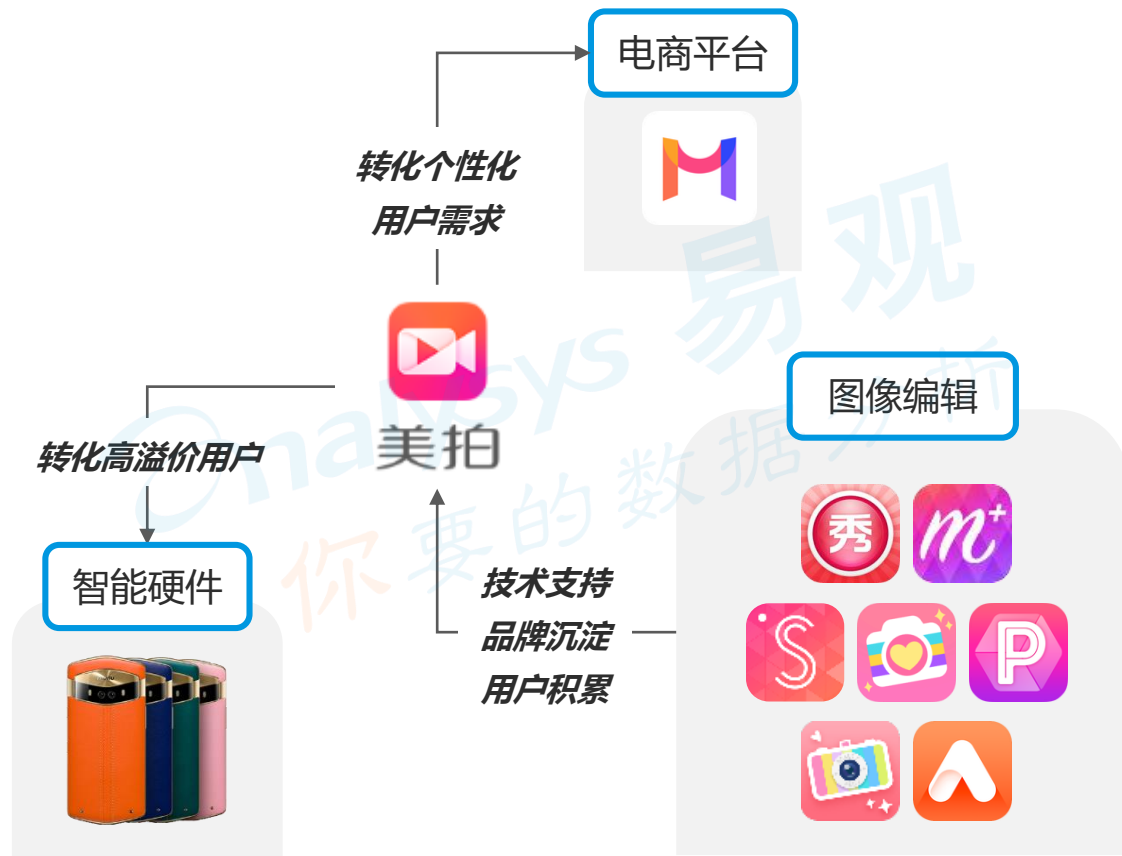 电商平台
转化个性化
用户需求
美拍
转化高溢价用户
智能硬件
图像编辑
秀
m+
S
P
技术支持
品牌沉淀
用户积累
analysys 易观
你要的数据分析